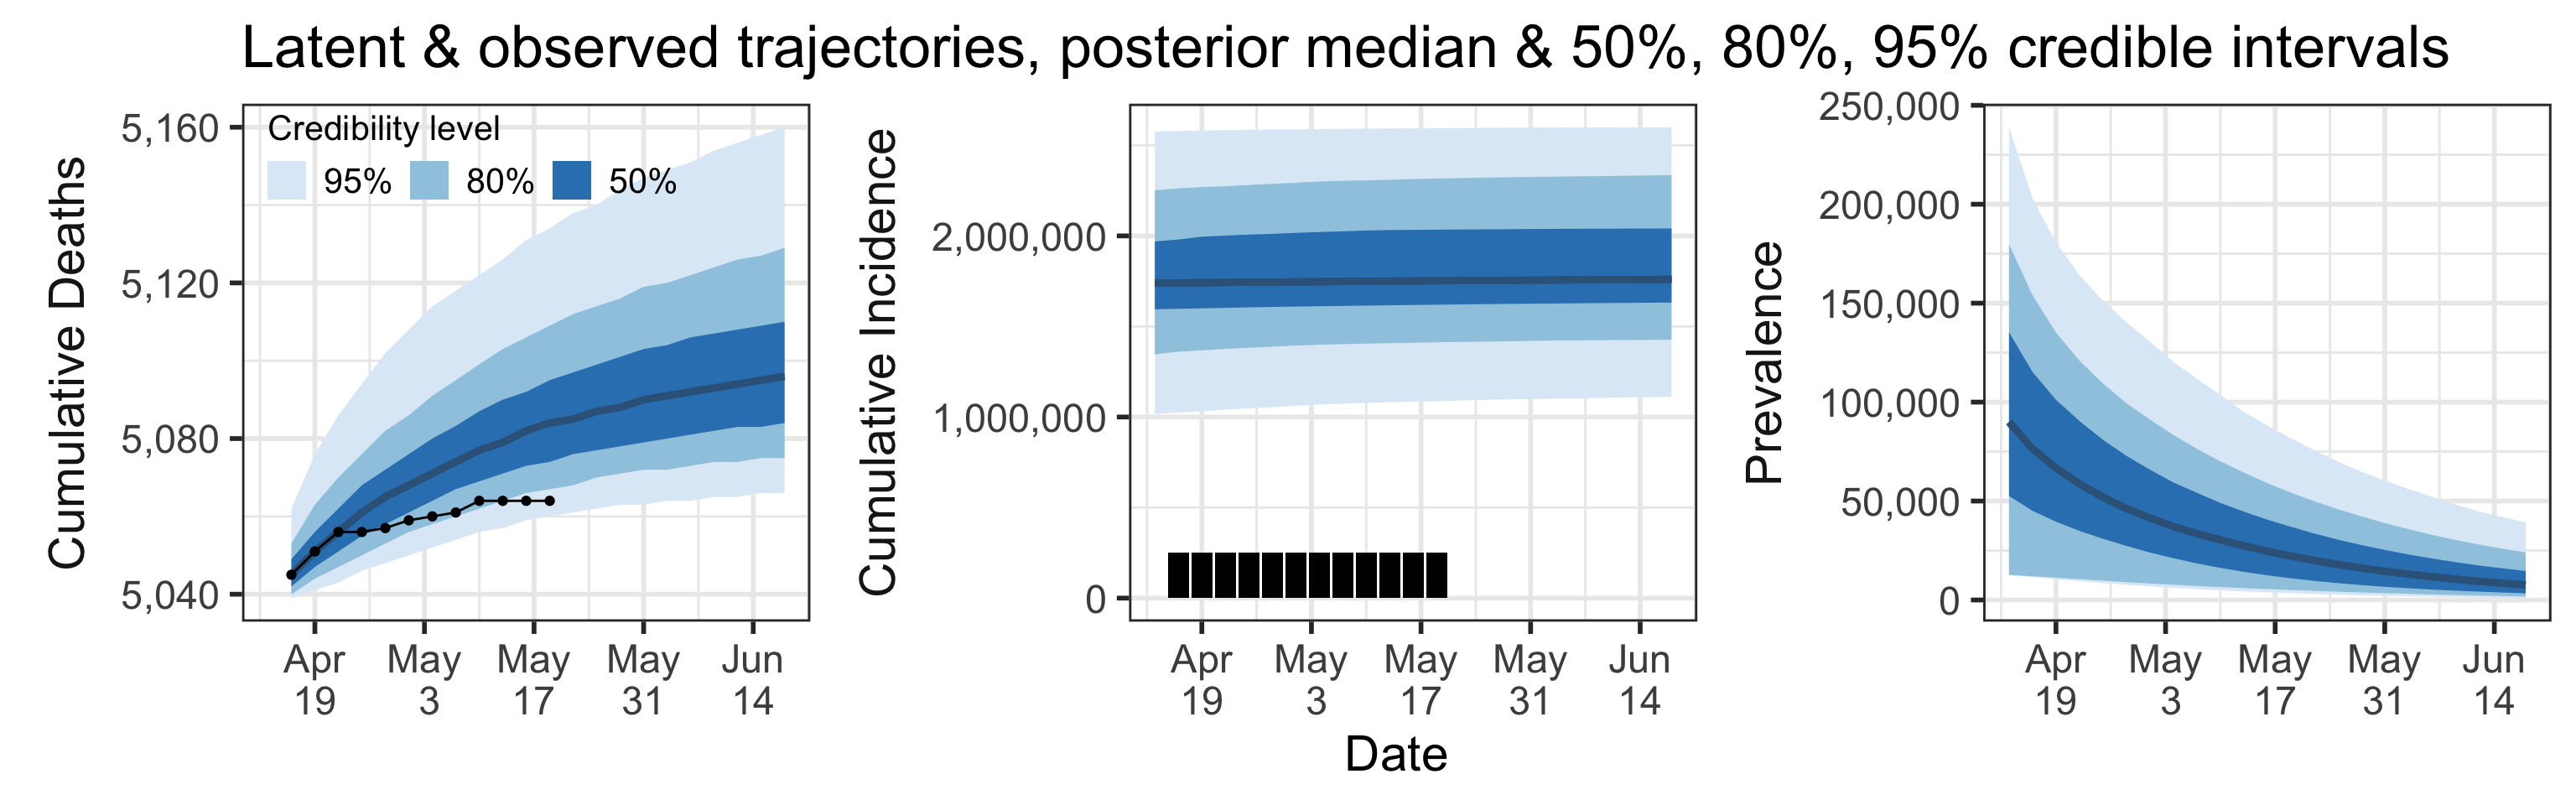 Latent & observed trajectories, posterior median & 50%, 80%, 95% credible intervals
Cumulative Deaths
5,160
5,120
5,080
5,040
Credibility level
95% 80% 50%
Apr 19
May 3
May 17
May 31
Jun 14
Cumulative Incidence
2,000,000
1,000,000
0
Apr 19
May 3
May 17
May 31
Jun 14
Date
Prevalence
250,000
200,000
150,000
100,000
50,000
0
Apr 19
May 3
May 17
May 31
Jun 14